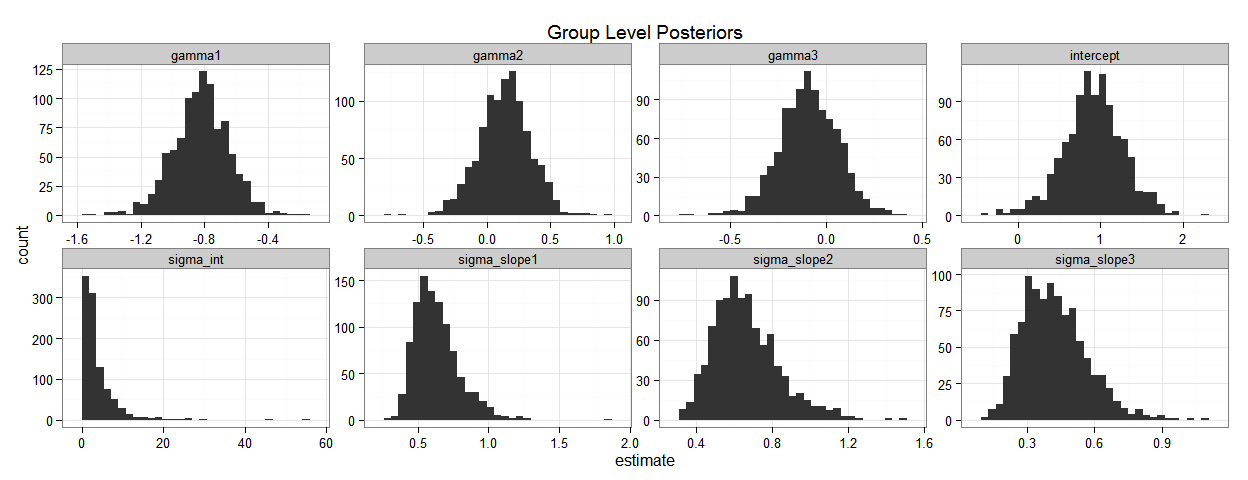 Group Level Posteriors
gamma1 gamma2 gamma3 intercept
125
100
75
50
25
0
-1.6 -1.2 -0.8 -0.4
100
50
0
-0.5 0.0 0.5 1.0
90
60
30
0
-0.5 0.0 0.5
90
60
30
0
0 1 2
count
sigma_int sigma_slope1 sigma_slope2 sigma_slope3
300
200
100
0
0 20 40 60
150
100
50
0
0.5 1.0 1.5 2.0
90
60
30
0
0.4 0.8 1.2 1.6
100
75
50
25
0
0.3 0.6 0.9
estimate